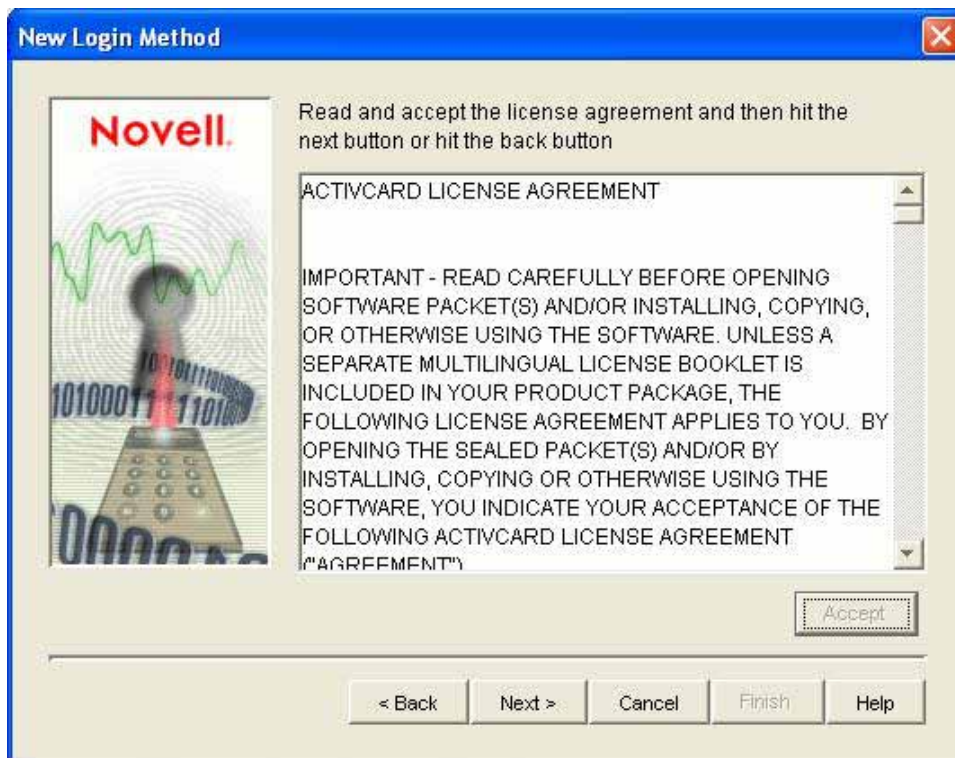 New Login Method
Novell.
Read and accept the license agreement and then hit the
next button or hit the back button
ACTIVCARD LICENSE AGREEMENT
IMPORTANT - READ CAREFULLY BEFORE OPENING
SOFTWARE PACKET(S) AND/OR INSTALLING, COPYING,
OR OTHERWISE USING THE SOFTWARE. UNLESS A
SEPARATE MULTILINGUAL LICENSE BOOKLET IS
INCLUDED IN YOUR PRODUCT PACKAGE, THE
FOLLOWING LICENSE AGREEMENT APPLIES TO YOU.  BY
OPENING THE SEALED PACKET(S) AND/OR BY
INSTALLING, COPYING OR OTHERWISE USING THE
SOFTWARE, YOU INDICATE YOUR ACCEPTANCE OF THE
FOLLOWING ACTIVCARD LICENSE AGREEMENT
("AGREEMENT")
Accept
< Back
Next >
Cancel
Finish
Help